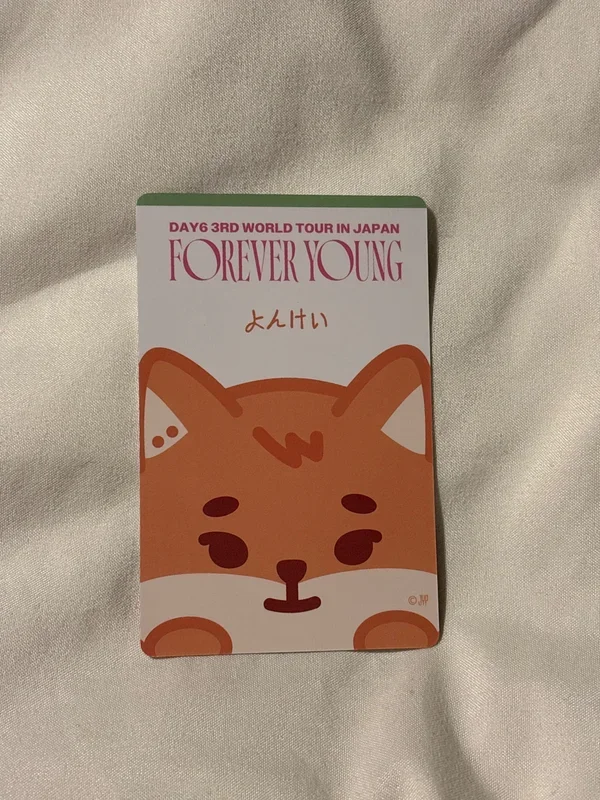 DAY6 3RD WORLD TOUR IN JAPAN
FOREVER YOUNG
よんけい